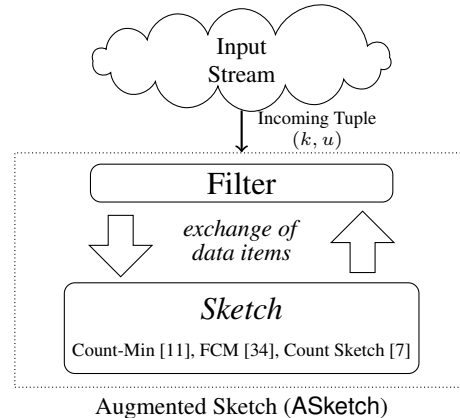 Input
Stream
Incoming Tuple
(k, u)
Filter
exchange of
data items
Sketch
Count-Min [11], FCM [34], Count Sketch [7]
Augmented Sketch (ASketch)